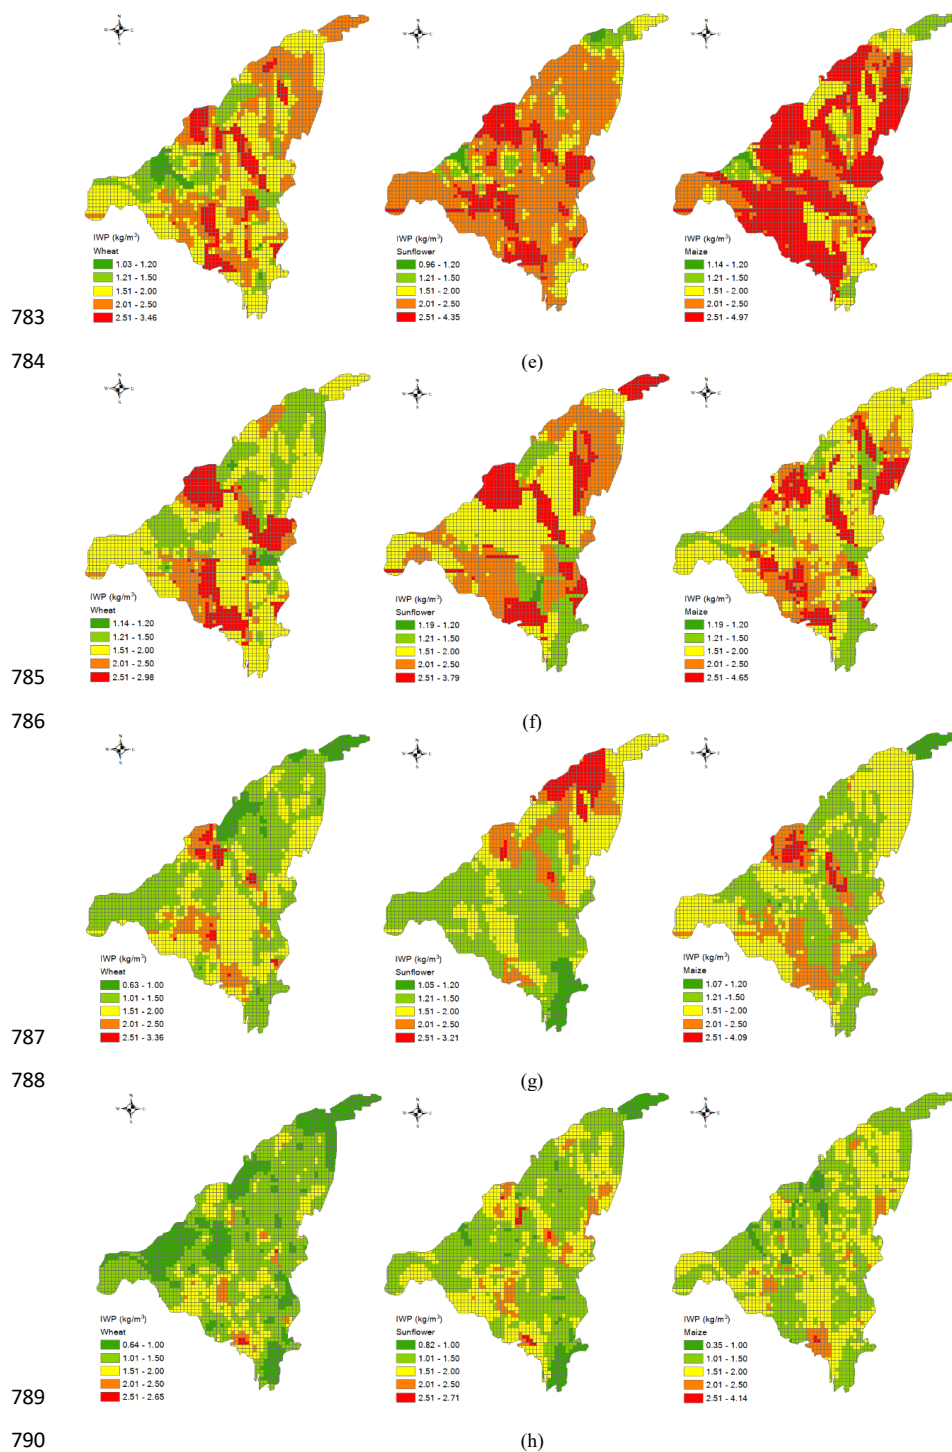 N
W E
S
IWP (kg/m³)
Wheat
1.03 - 1.20
1.21 - 1.50
1.51 - 2.00
2.01 - 2.50
2.51 - 3.46
N
W E
S
IWP (kg/m³)
Sunflower
0.96 - 1.20
1.21 - 1.50
1.51 - 2.00
2.01 - 2.50
2.51 - 4.35
N
W E
S
IWP (kg/m³)
Maize
1.14 - 1.20
1.21 - 1.50
1.51 - 2.00
2.01 - 2.50
2.51 - 4.97
783
784 (e)
N
W E
S
IWP (kg/m³)
Wheat
1.14 - 1.20
1.21 - 1.50
1.51 - 2.00
2.01 - 2.50
2.51 - 2.98
N
W E
S
IWP (kg/m³)
Sunflower
1.19 - 1.20
1.21 - 1.50
1.51 - 2.00
2.01 - 2.50
2.51 - 3.79
N
W E
S
IWP (kg/m³)
Maize
1.19 - 1.20
1.21 - 1.50
1.51 - 2.00
2.01 - 2.50
2.51 - 4.65
785
786 (f)
N
W E
S
IWP (kg/m³)
Wheat
0.63 - 1.00
1.01 - 1.50
1.51 - 2.00
2.01 - 2.50
2.51 - 3.36
N
W E
S
IWP (kg/m³)
Sunflower
1.05 - 1.20
1.21 - 1.50
1.51 - 2.00
2.01 - 2.50
2.51 - 3.21
N
W E
S
IWP (kg/m³)
Maize
1.07 - 1.20
1.21 - 1.50
1.51 - 2.00
2.01 - 2.50
2.51 - 4.09
787
788 (g)
N
W E
S
IWP (kg/m³)
Wheat
0.64 - 1.00
1.01 - 1.50
1.51 - 2.00
2.01 - 2.50
2.51 - 2.65
N
W E
S
IWP (kg/m³)
Sunflower
0.82 - 1.00
1.01 - 1.50
1.51 - 2.00
2.01 - 2.50
2.51 - 2.71
N
W E
S
IWP (kg/m³)
Maize
0.35 - 1.00
1.01 - 1.50
1.51 - 2.00
2.01 - 2.50
2.51 - 4.14
789
790 (h)